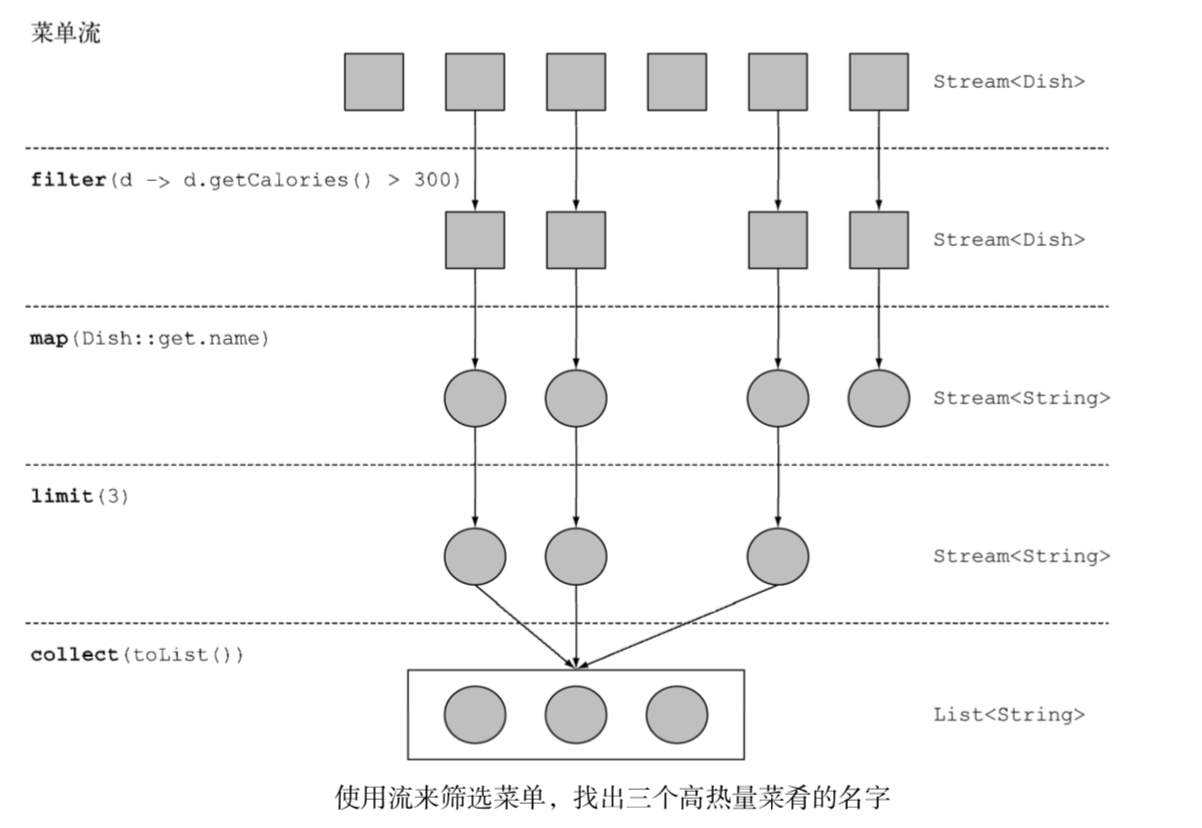 菜单流
Stream<Dish>
filter(d -> d.getCalories() > 300)
Stream<Dish>
map(Dish::get.name)
Stream<String>
limit(3)
Stream<String>
collect(toList())
List<String>
使用流来筛选菜单，找出三个高热量菜肴的名字